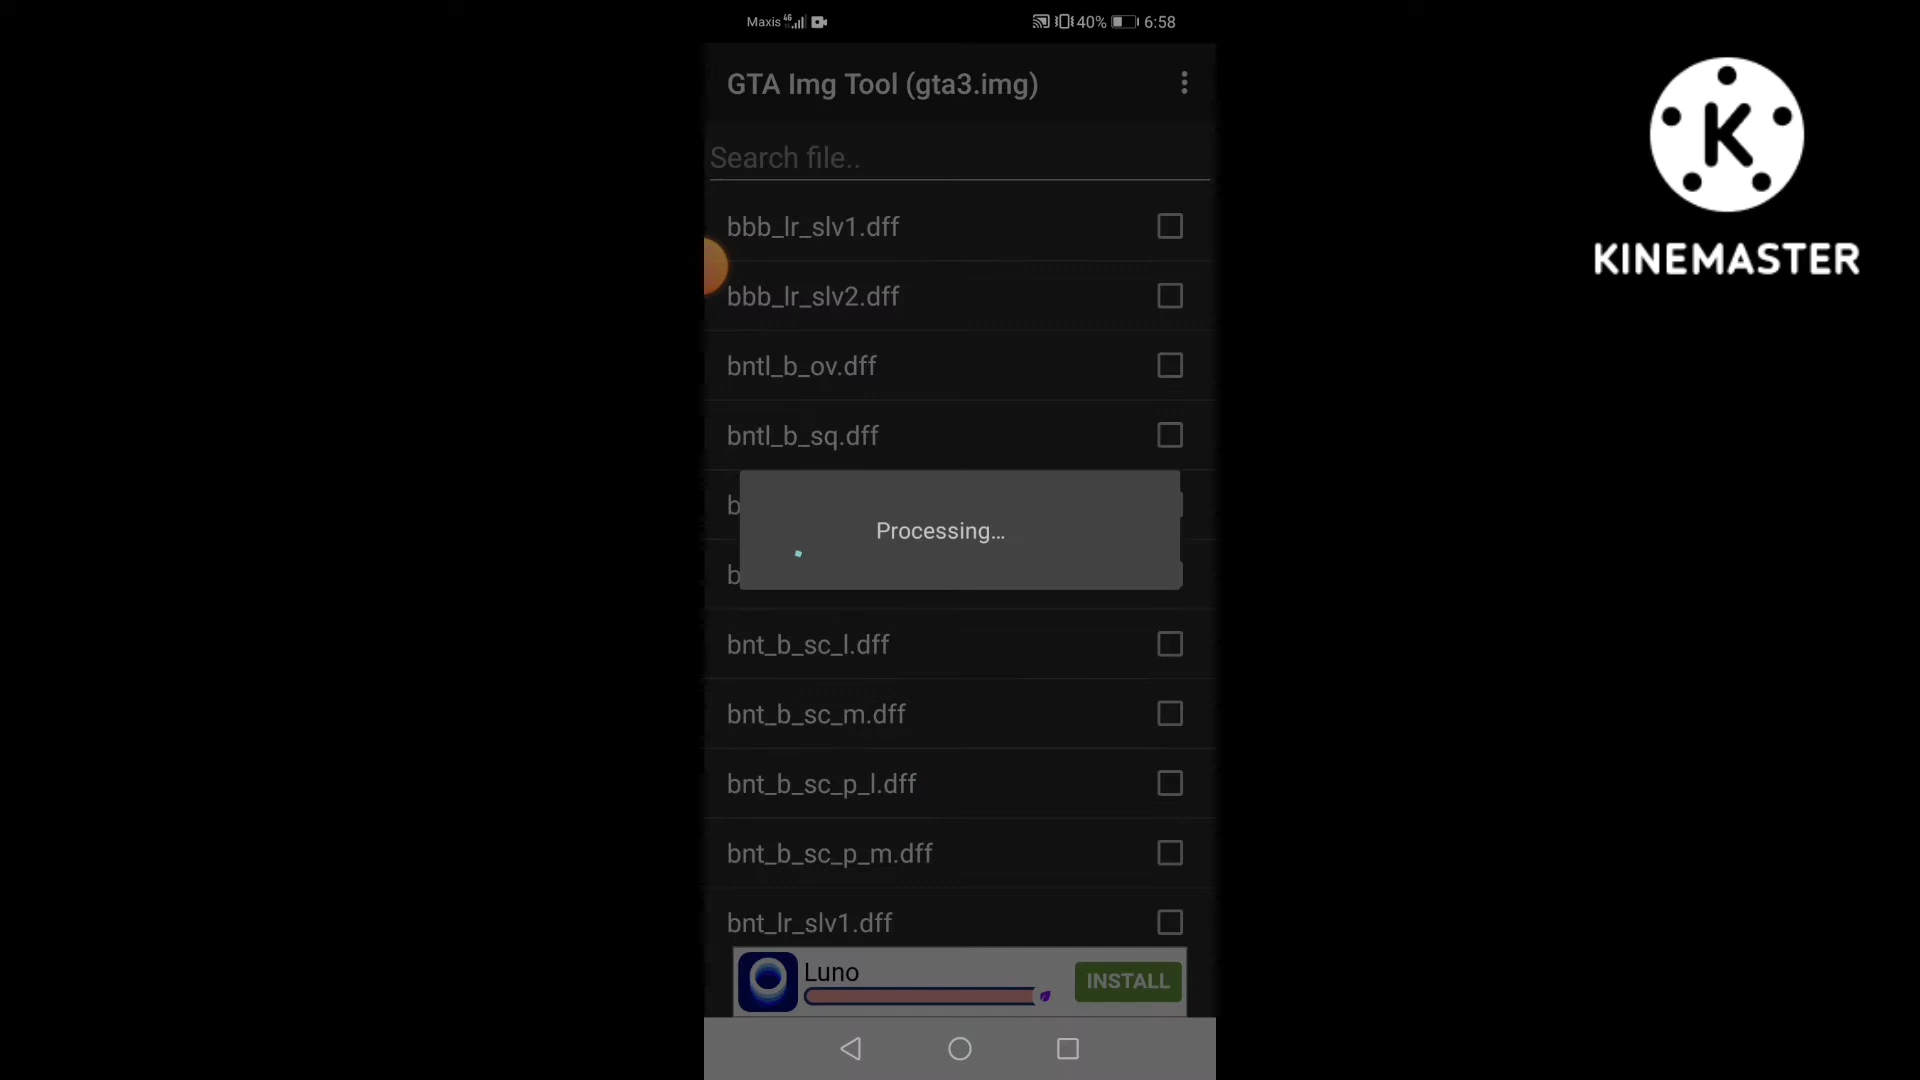 Maxis 4G 40% 6:58
GTA Img Tool (gta3.img)
Search file..
bbb_lr_slv1.dff
bbb_lr_slv2.dff
bntl_b_ov.dff
bntl_b_sq.dff
b
Processing...
b
bnt_b_sc_l.dff
bnt_b_sc_m.dff
bnt_b_sc_p_l.dff
bnt_b_sc_p_m.dff
bnt_lr_slv1.dff
Luno
INSTALL
K
KINEMASTER